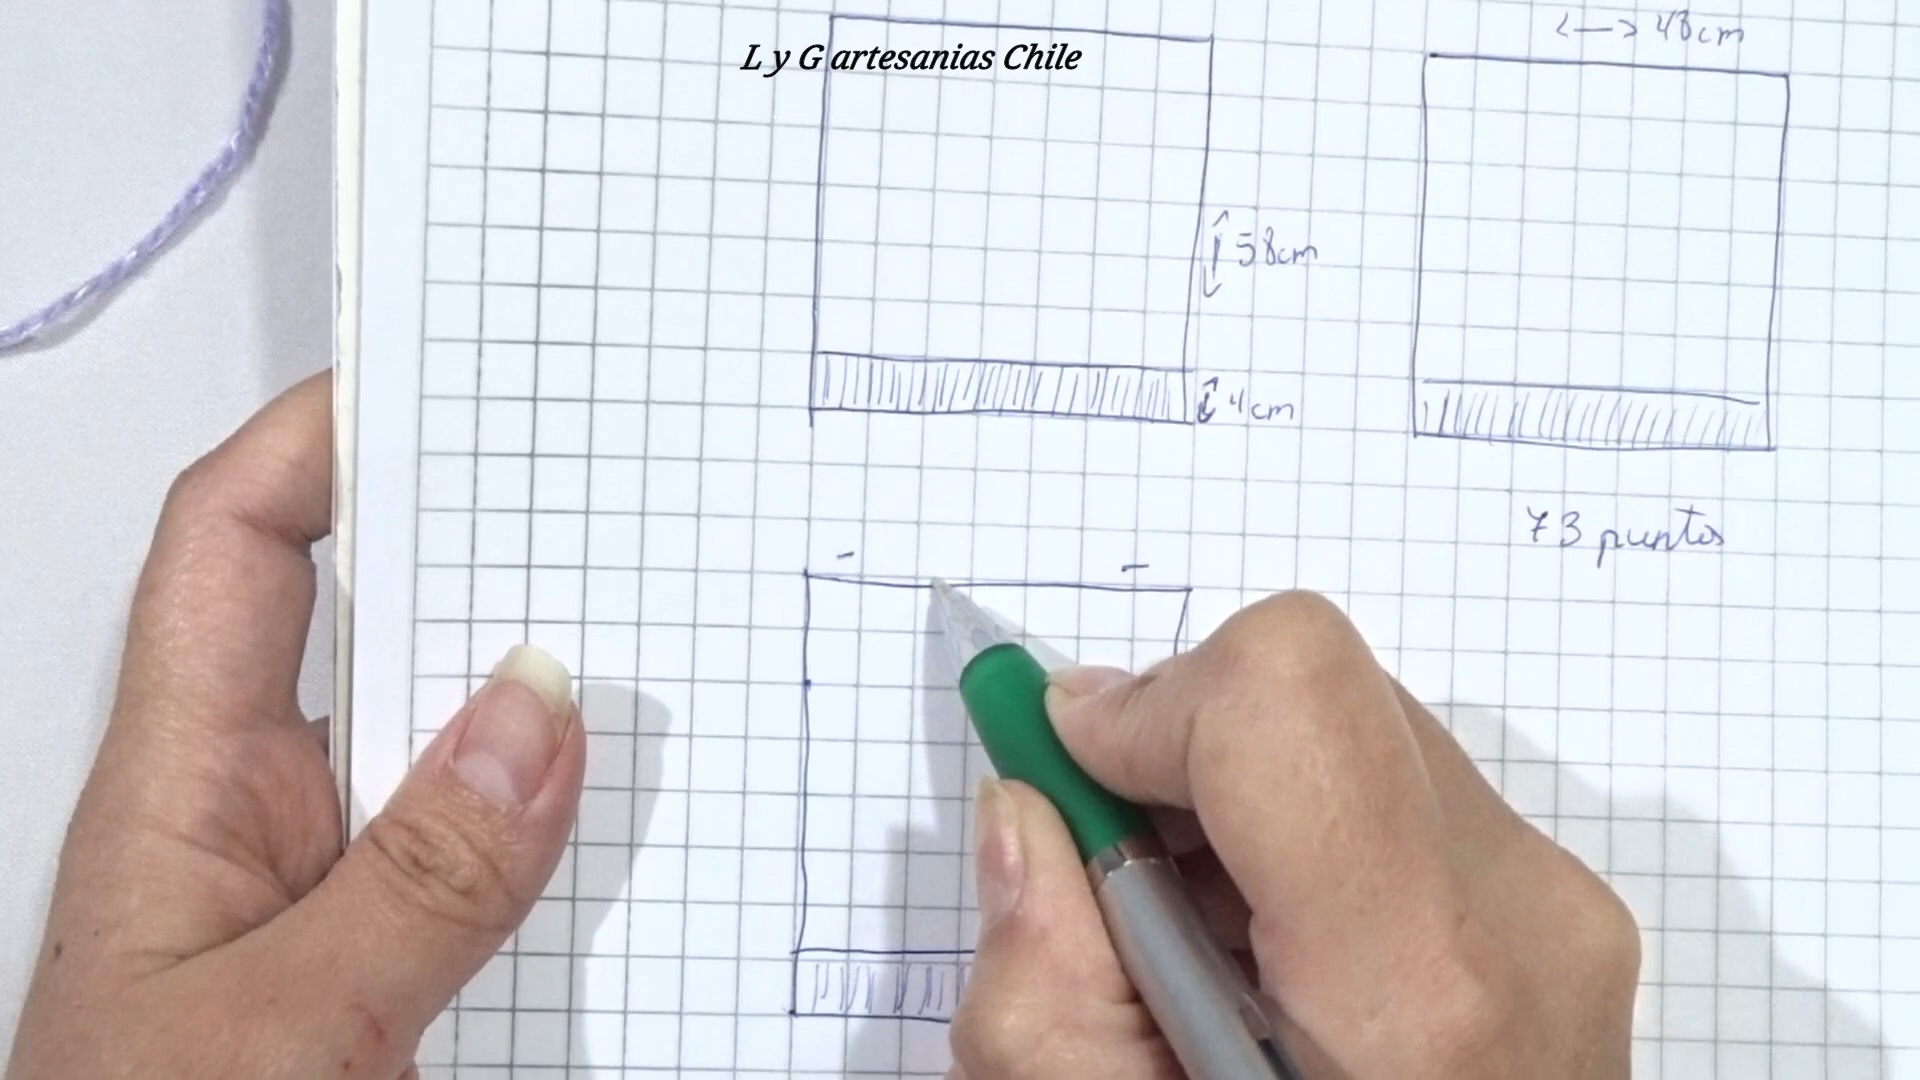 L y G artesanias Chile
<--> 48cm
58cm
4cm
73 puntos